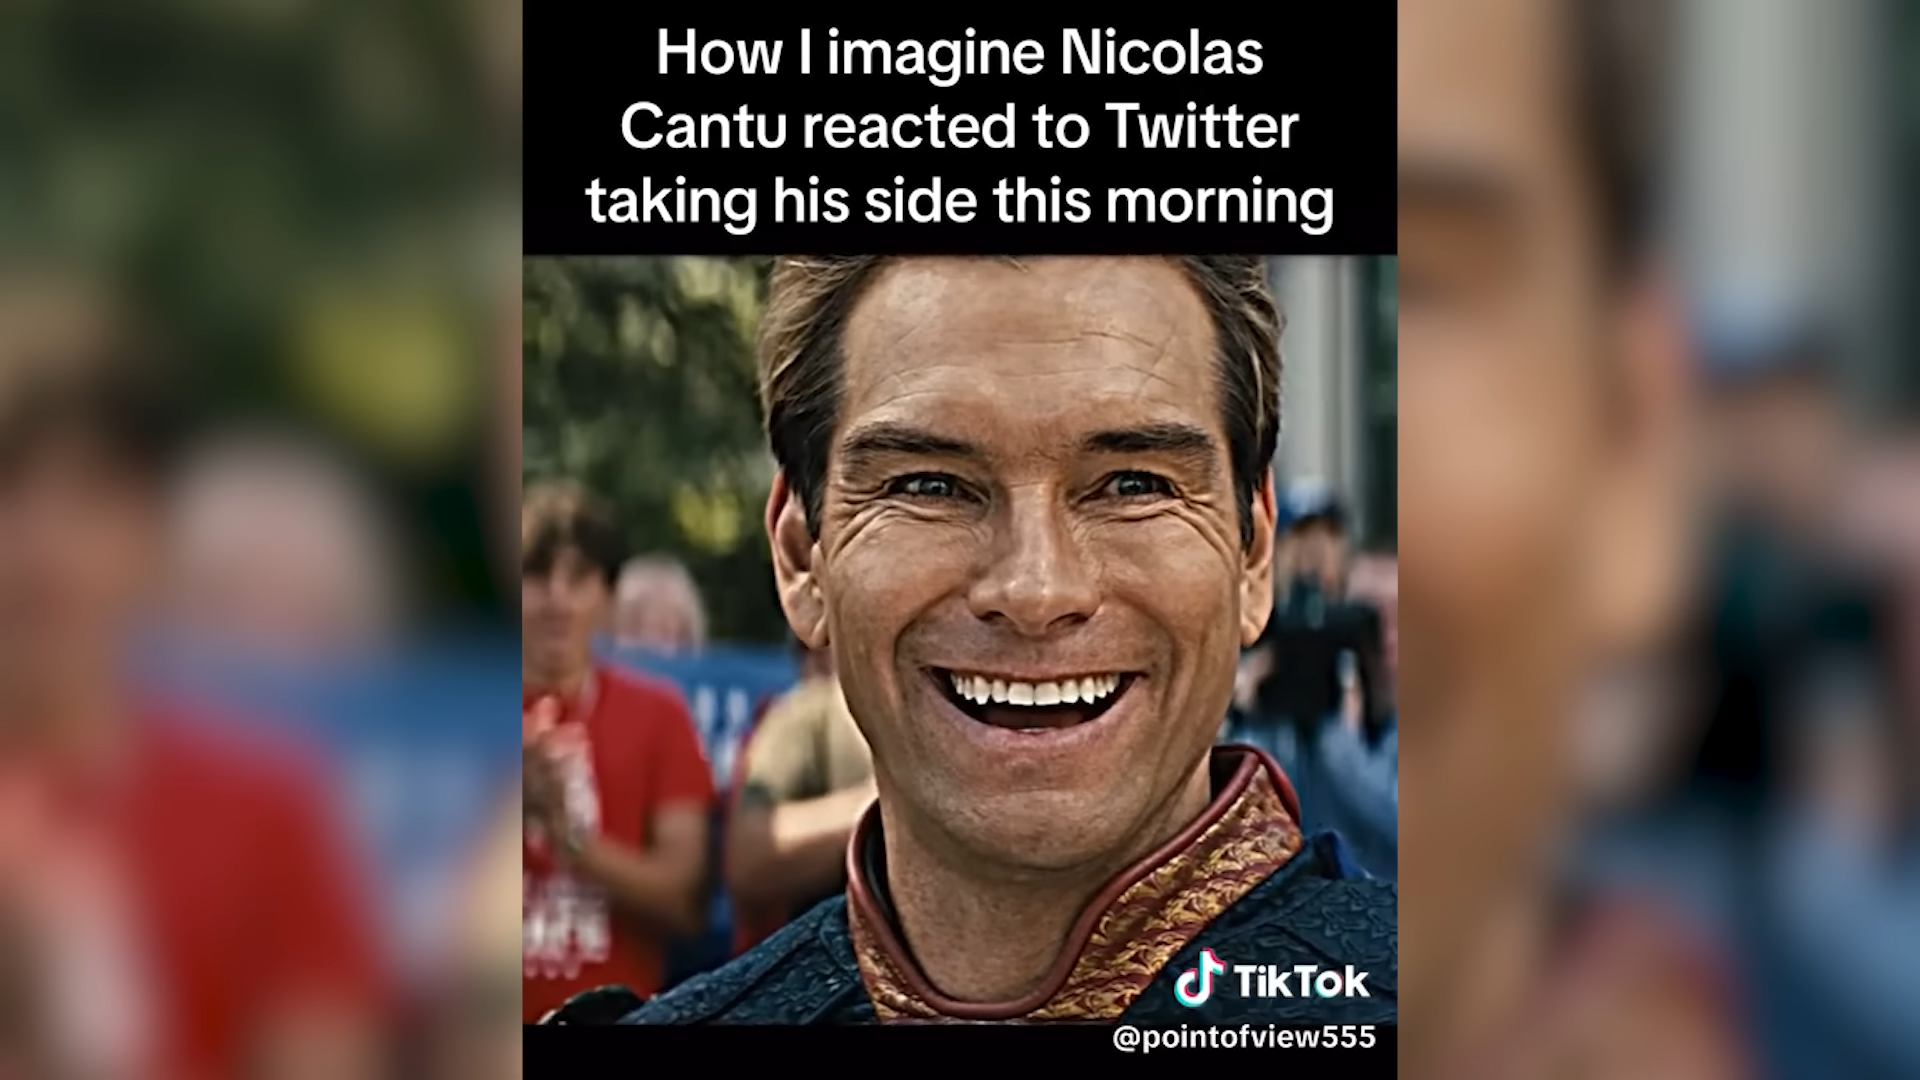 How I imagine Nicolas
Cantu reacted to Twitter
taking his side this morning
TikTok
@pointofview555